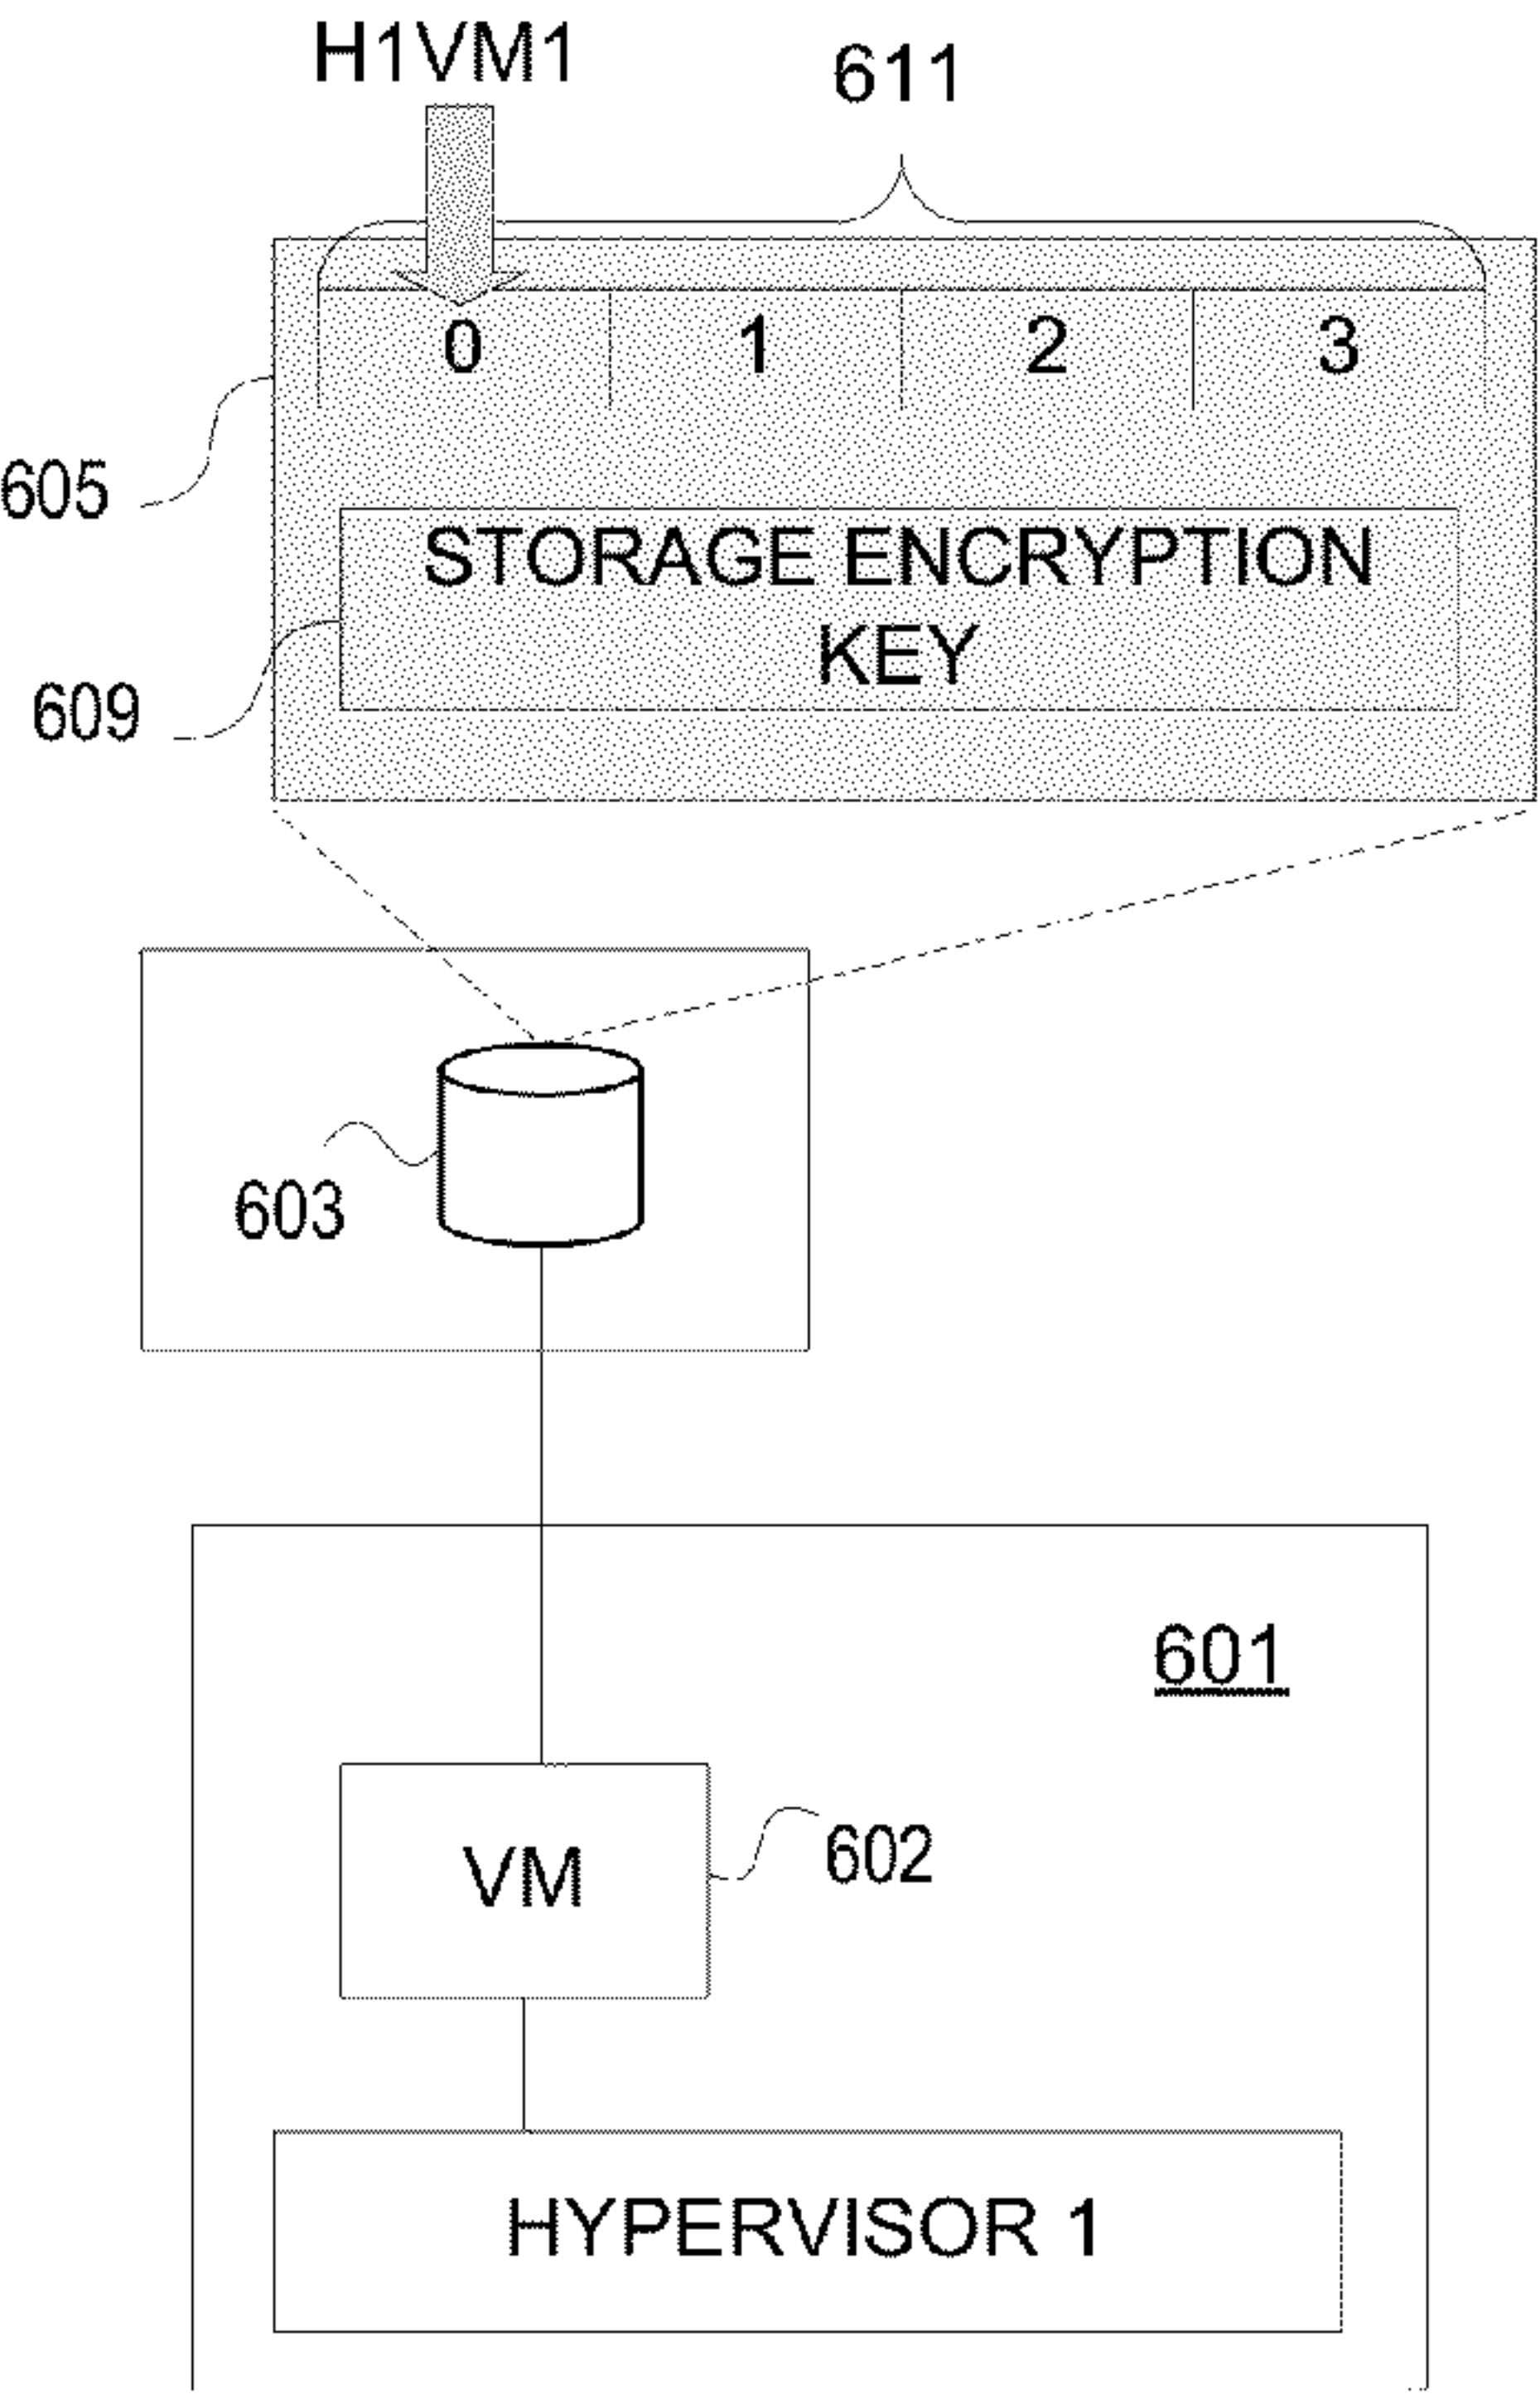 H1VM1
611
0 1 2 3
605
STORAGE ENCRYPTION
KEY
609
603
601
VM
602
HYPERVISOR 1